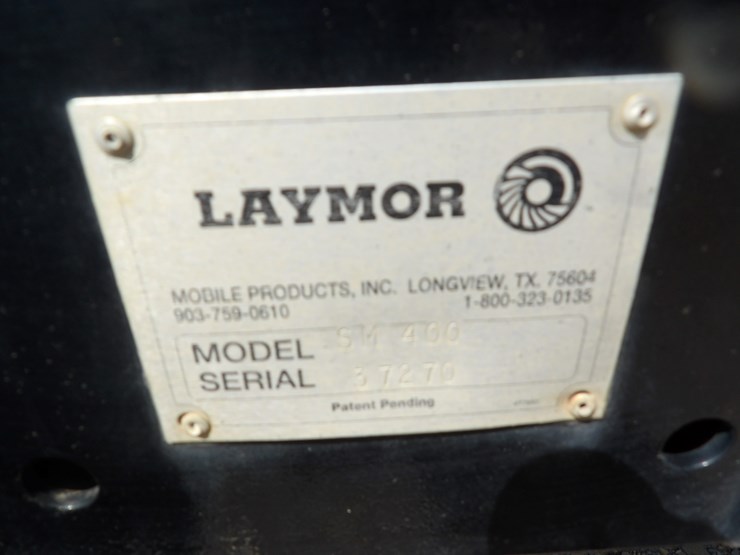 LAYMOR
MOBILE PRODUCTS, INC. LONGVIEW, TX. 75604
903-759-0610 1-800-323-0135
MODEL SM 400
SERIAL 37270
Patent Pending